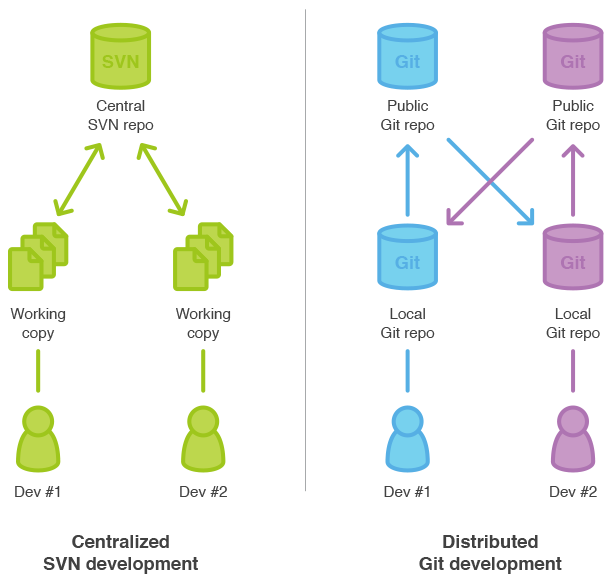 SVN
Central
SVN repo
Working
copy
Working
copy
Dev #1
Dev #2
Centralized
SVN development
Git
Git
Public
Git repo
Public
Git repo
Git
Git
Local
Git repo
Local
Git repo
Dev #1
Dev #2
Distributed
Git development